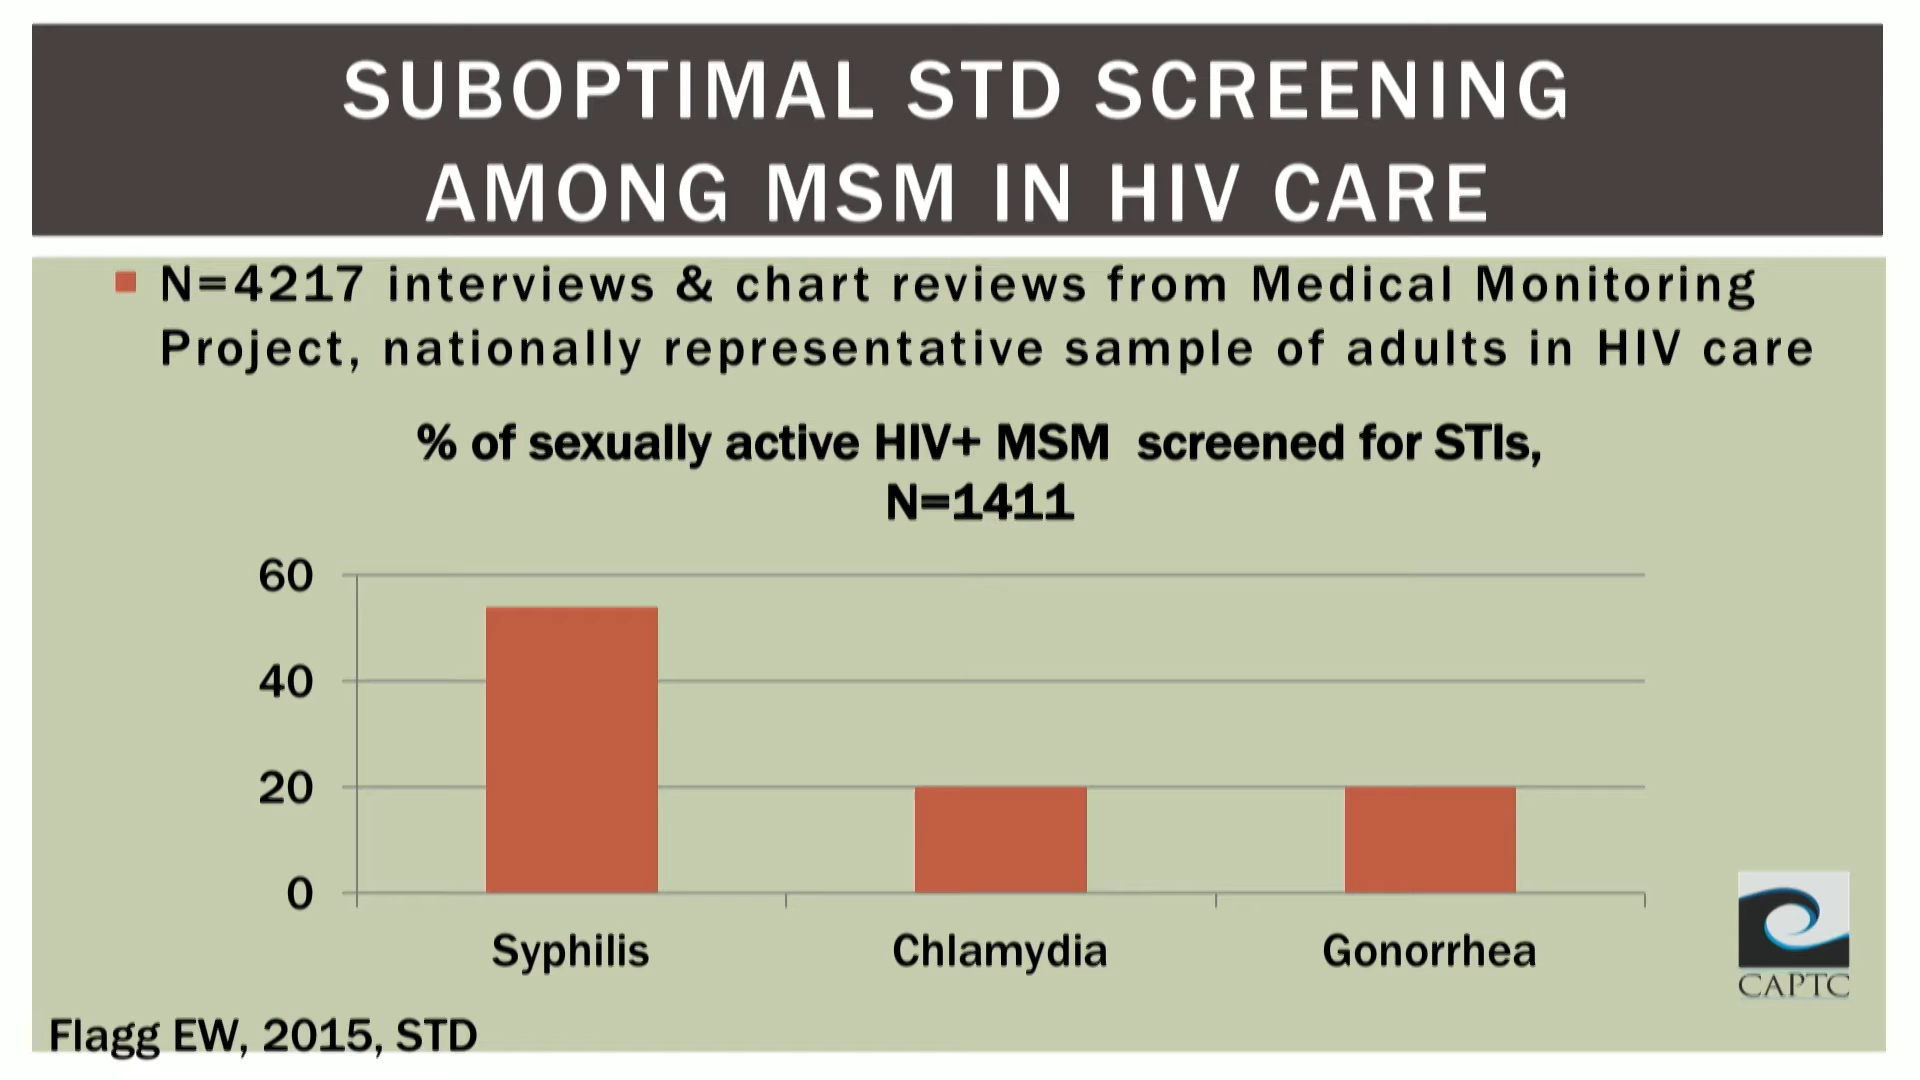 SUBOPTIMAL STD SCREENING
AMONG MSM IN HIV CARE
N=4217 interviews & chart reviews from Medical Monitoring
Project, nationally representative sample of adults in HIV care
% of sexually active HIV+ MSM screened for STIs,
N=1411
60
40
20
0
Syphilis Chlamydia Gonorrhea
CAPTC
Flagg EW, 2015, STD